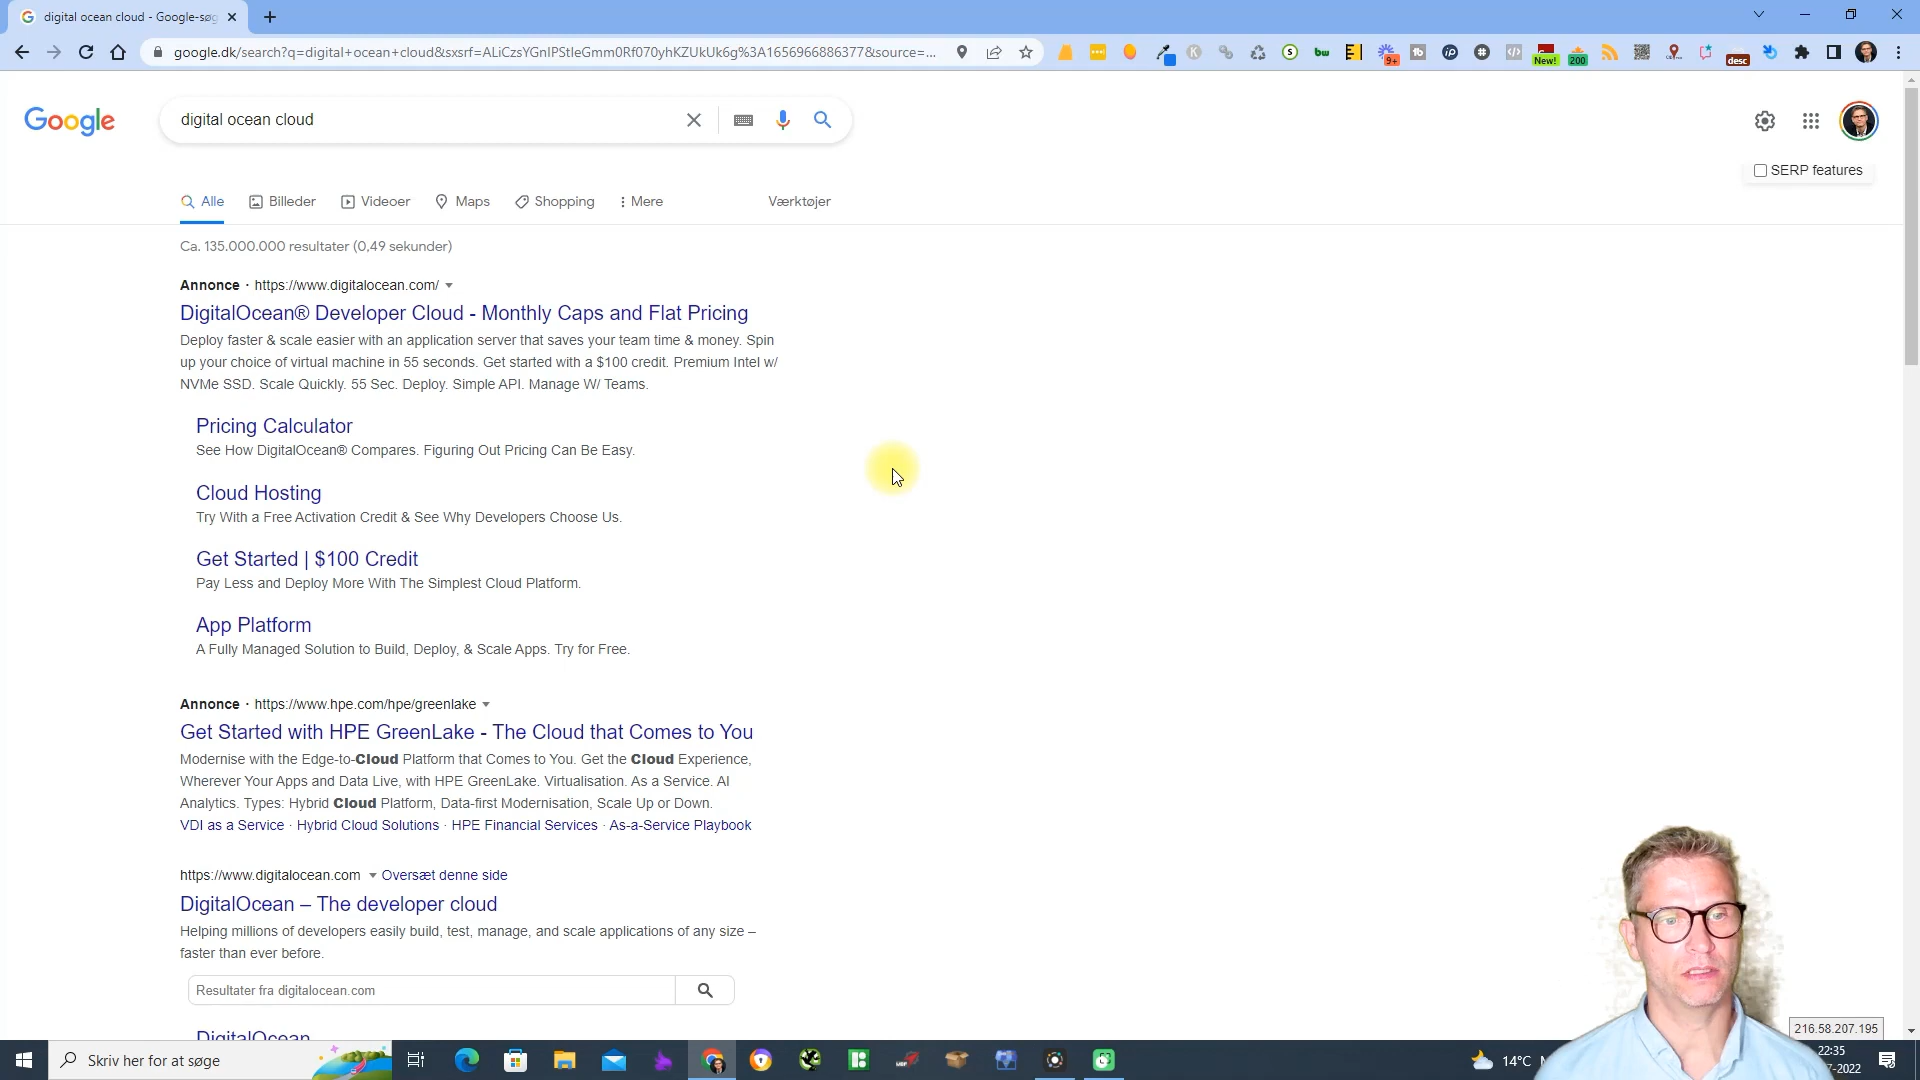 digital ocean cloud - Google-søg
google.dk/search?q=digital+ocean+cloud&sxsrf=ALiCzsYGnIPStleGmm0Rf070yhKZUkUk6g%3A1656966886377&source=...
9+
New!
200
desc
Google
digital ocean cloud
SERP features
Alle
Billeder
Videoer
Maps
Shopping
Mere
Værktøjer
Ca. 135.000.000 resultater (0,49 sekunder)
Annonce · https://www.digitalocean.com/
DigitalOcean® Developer Cloud - Monthly Caps and Flat Pricing
Deploy faster & scale easier with an application server that saves your team time & money. Spin
up your choice of virtual machine in 55 seconds. Get started with a $100 credit. Premium Intel w/
NVMe SSD. Scale Quickly. 55 Sec. Deploy. Simple API. Manage W/ Teams.
Pricing Calculator
See How DigitalOcean® Compares. Figuring Out Pricing Can Be Easy.
Cloud Hosting
Try With a Free Activation Credit & See Why Developers Choose Us.
Get Started | $100 Credit
Pay Less and Deploy More With The Simplest Cloud Platform.
App Platform
A Fully Managed Solution to Build, Deploy, & Scale Apps. Try for Free.
Annonce · https://www.hpe.com/hpe/greenlake
Get Started with HPE GreenLake - The Cloud that Comes to You
Modernise with the Edge-to-Cloud Platform that Comes to You. Get the Cloud Experience,
Wherever Your Apps and Data Live, with HPE GreenLake. Virtualisation. As a Service. AI
Analytics. Types: Hybrid Cloud Platform, Data-first Modernisation, Scale Up or Down.
VDI as a Service · Hybrid Cloud Solutions · HPE Financial Services · As-a-Service Playbook
https://www.digitalocean.com
Oversæt denne side
DigitalOcean – The developer cloud
Helping millions of developers easily build, test, manage, and scale applications of any size –
faster than ever before.
Resultater fra digitalocean.com
DigitalOcean
216.58.207.195
Skriv her for at søge
14°C
22:35
-2022